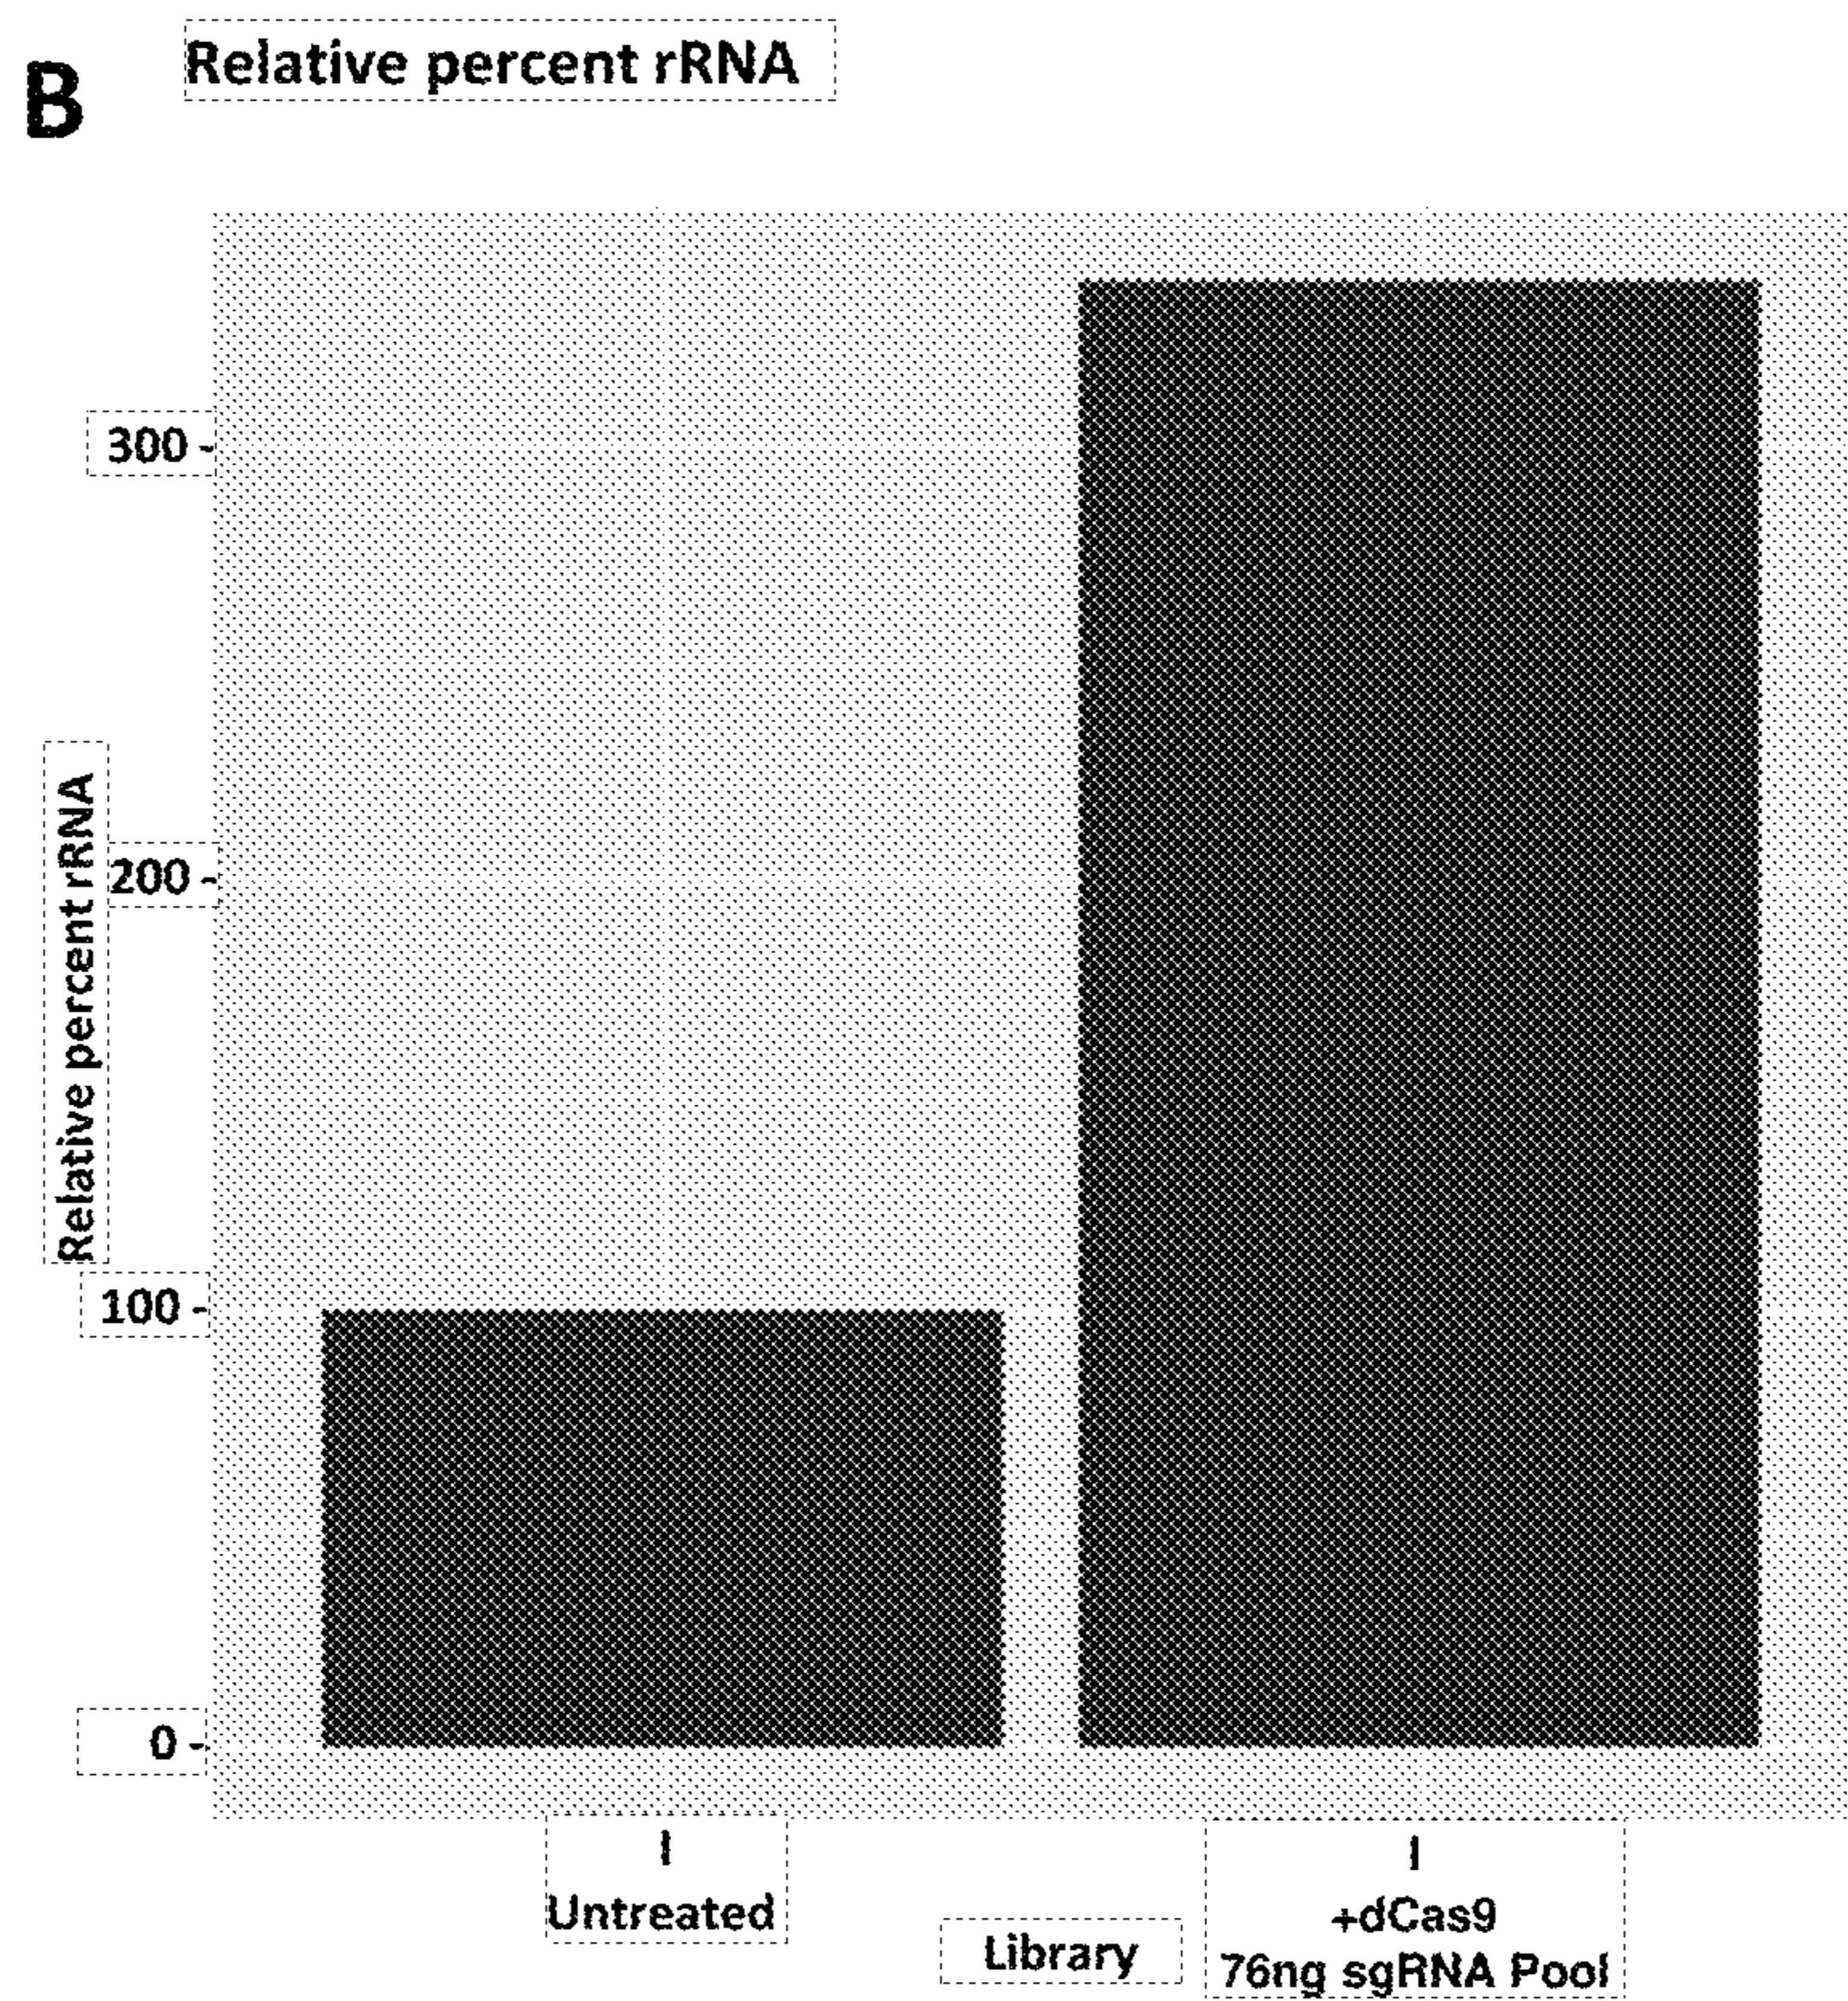 B
Relative percent rRNA
300 -
200 -
100 -
0 -
Relative percent rRNA
Untreated
+dCas9
76ng sgRNA Pool
Library